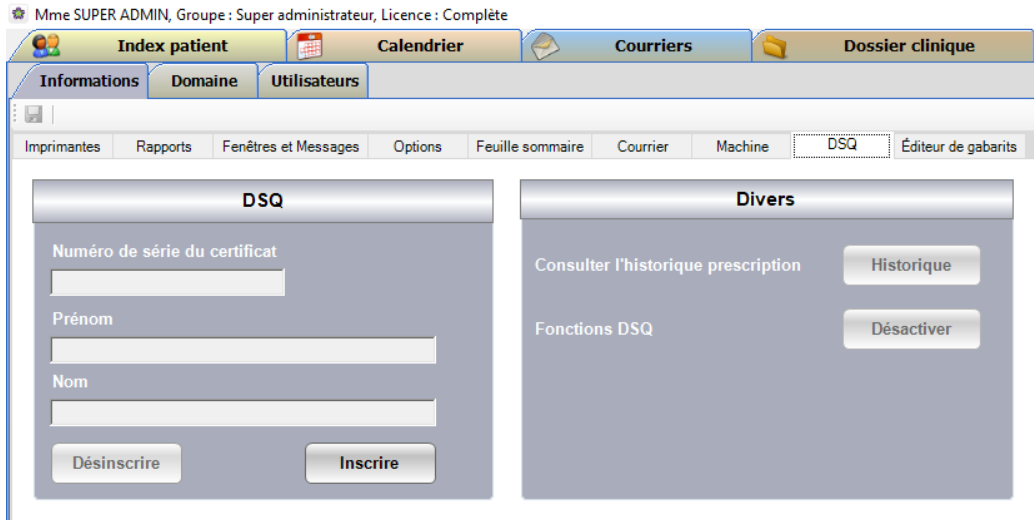 Mme SUPER ADMIN, Groupe : Super administrateur, Licence : Complète
Index patient Calendrier Courriers Dossier clinique
Informations Domaine Utilisateurs
Imprimantes Rapports Fenêtres et Messages Options Feuille sommaire Courrier Machine DSQ Éditeur de gabarits
DSQ
Numéro de série du certificat
Prénom
Nom
Désinscrire Inscrire
Divers
Consulter l'historique prescription Historique
Fonctions DSQ Désactiver